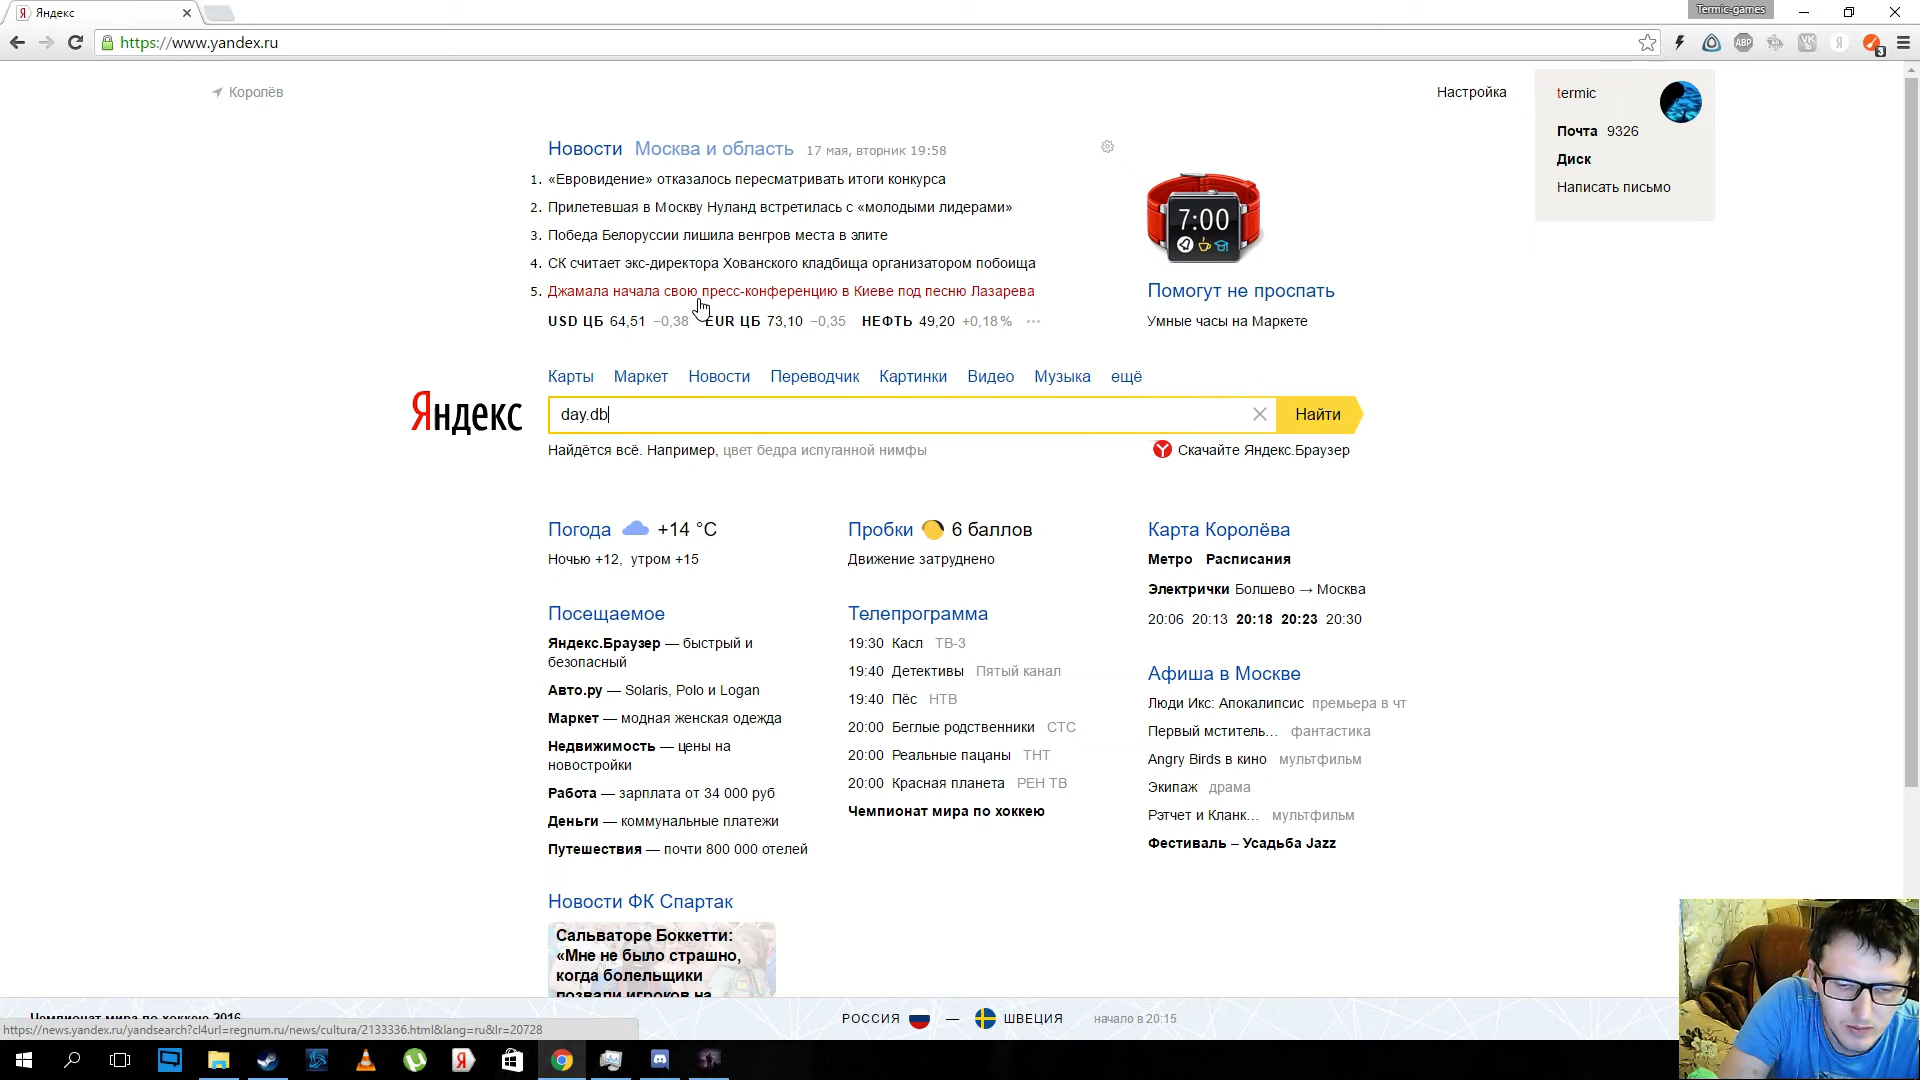 Яндекс
Termic-games
https://www.yandex.ru
Королёв
Настройка
termic
Почта 9326
Диск
Написать письмо
Новости Москва и область 17 мая, вторник 19:58
1. «Евровидение» отказалось пересматривать итоги конкурса
2. Прилетевшая в Москву Нуланд встретилась с «молодыми лидерами»
3. Победа Белоруссии лишила венгров места в элите
4. СК считает экс-директора Хованского кладбища организатором побоища
5. Джамала начала свою пресс-конференцию в Киеве под песню Лазарева
USD ЦБ 64,51 −0,38 EUR ЦБ 73,10 −0,35 НЕФТЬ 49,20 +0,18 %
7:00
Помогут не проспать
Умные часы на Маркете
Карты Маркет Новости Переводчик Картинки Видео Музыка ещё
Яндекс
day.db
Найти
Найдётся всё. Например, цвет бедра испуганной нимфы
Скачайте Яндекс.Браузер
Погода +14 °C
Ночью +12, утром +15
Пробки 6 баллов
Движение затруднено
Карта Королёва
Метро Расписания
Электрички Болшево → Москва
20:06 20:13 20:18 20:23 20:30
Посещаемое
Яндекс.Браузер — быстрый и
безопасный
Авто.ру — Solaris, Polo и Logan
Маркет — модная женская одежда
Недвижимость — цены на
новостройки
Работа — зарплата от 34 000 руб
Деньги — коммунальные платежи
Путешествия — почти 800 000 отелей
Телепрограмма
19:30 Касл ТВ-3
19:40 Детективы Пятый канал
19:40 Пёс НТВ
20:00 Беглые родственники СТС
20:00 Реальные пацаны ТНТ
20:00 Красная планета РЕН ТВ
Чемпионат мира по хоккею
Афиша в Москве
Люди Икс: Апокалипсис премьера в чт
Первый мститель… фантастика
Angry Birds в кино мультфильм
Экипаж драма
Рэтчет и Кланк… мультфильм
Фестиваль – Усадьба Jazz
Новости ФК Спартак
Сальваторе Боккетти:
«Мне не было страшно,
когда болельщики
позвали игроков на
Чемпионат мира по хоккею 2016
РОССИЯ — ШВЕЦИЯ начало в 20:15
https://news.yandex.ru/yandsearch?cl4url=regnum.ru/news/cultura/2133336.html&lang=ru&lr=20728
ABP
VK
Я
3
Я